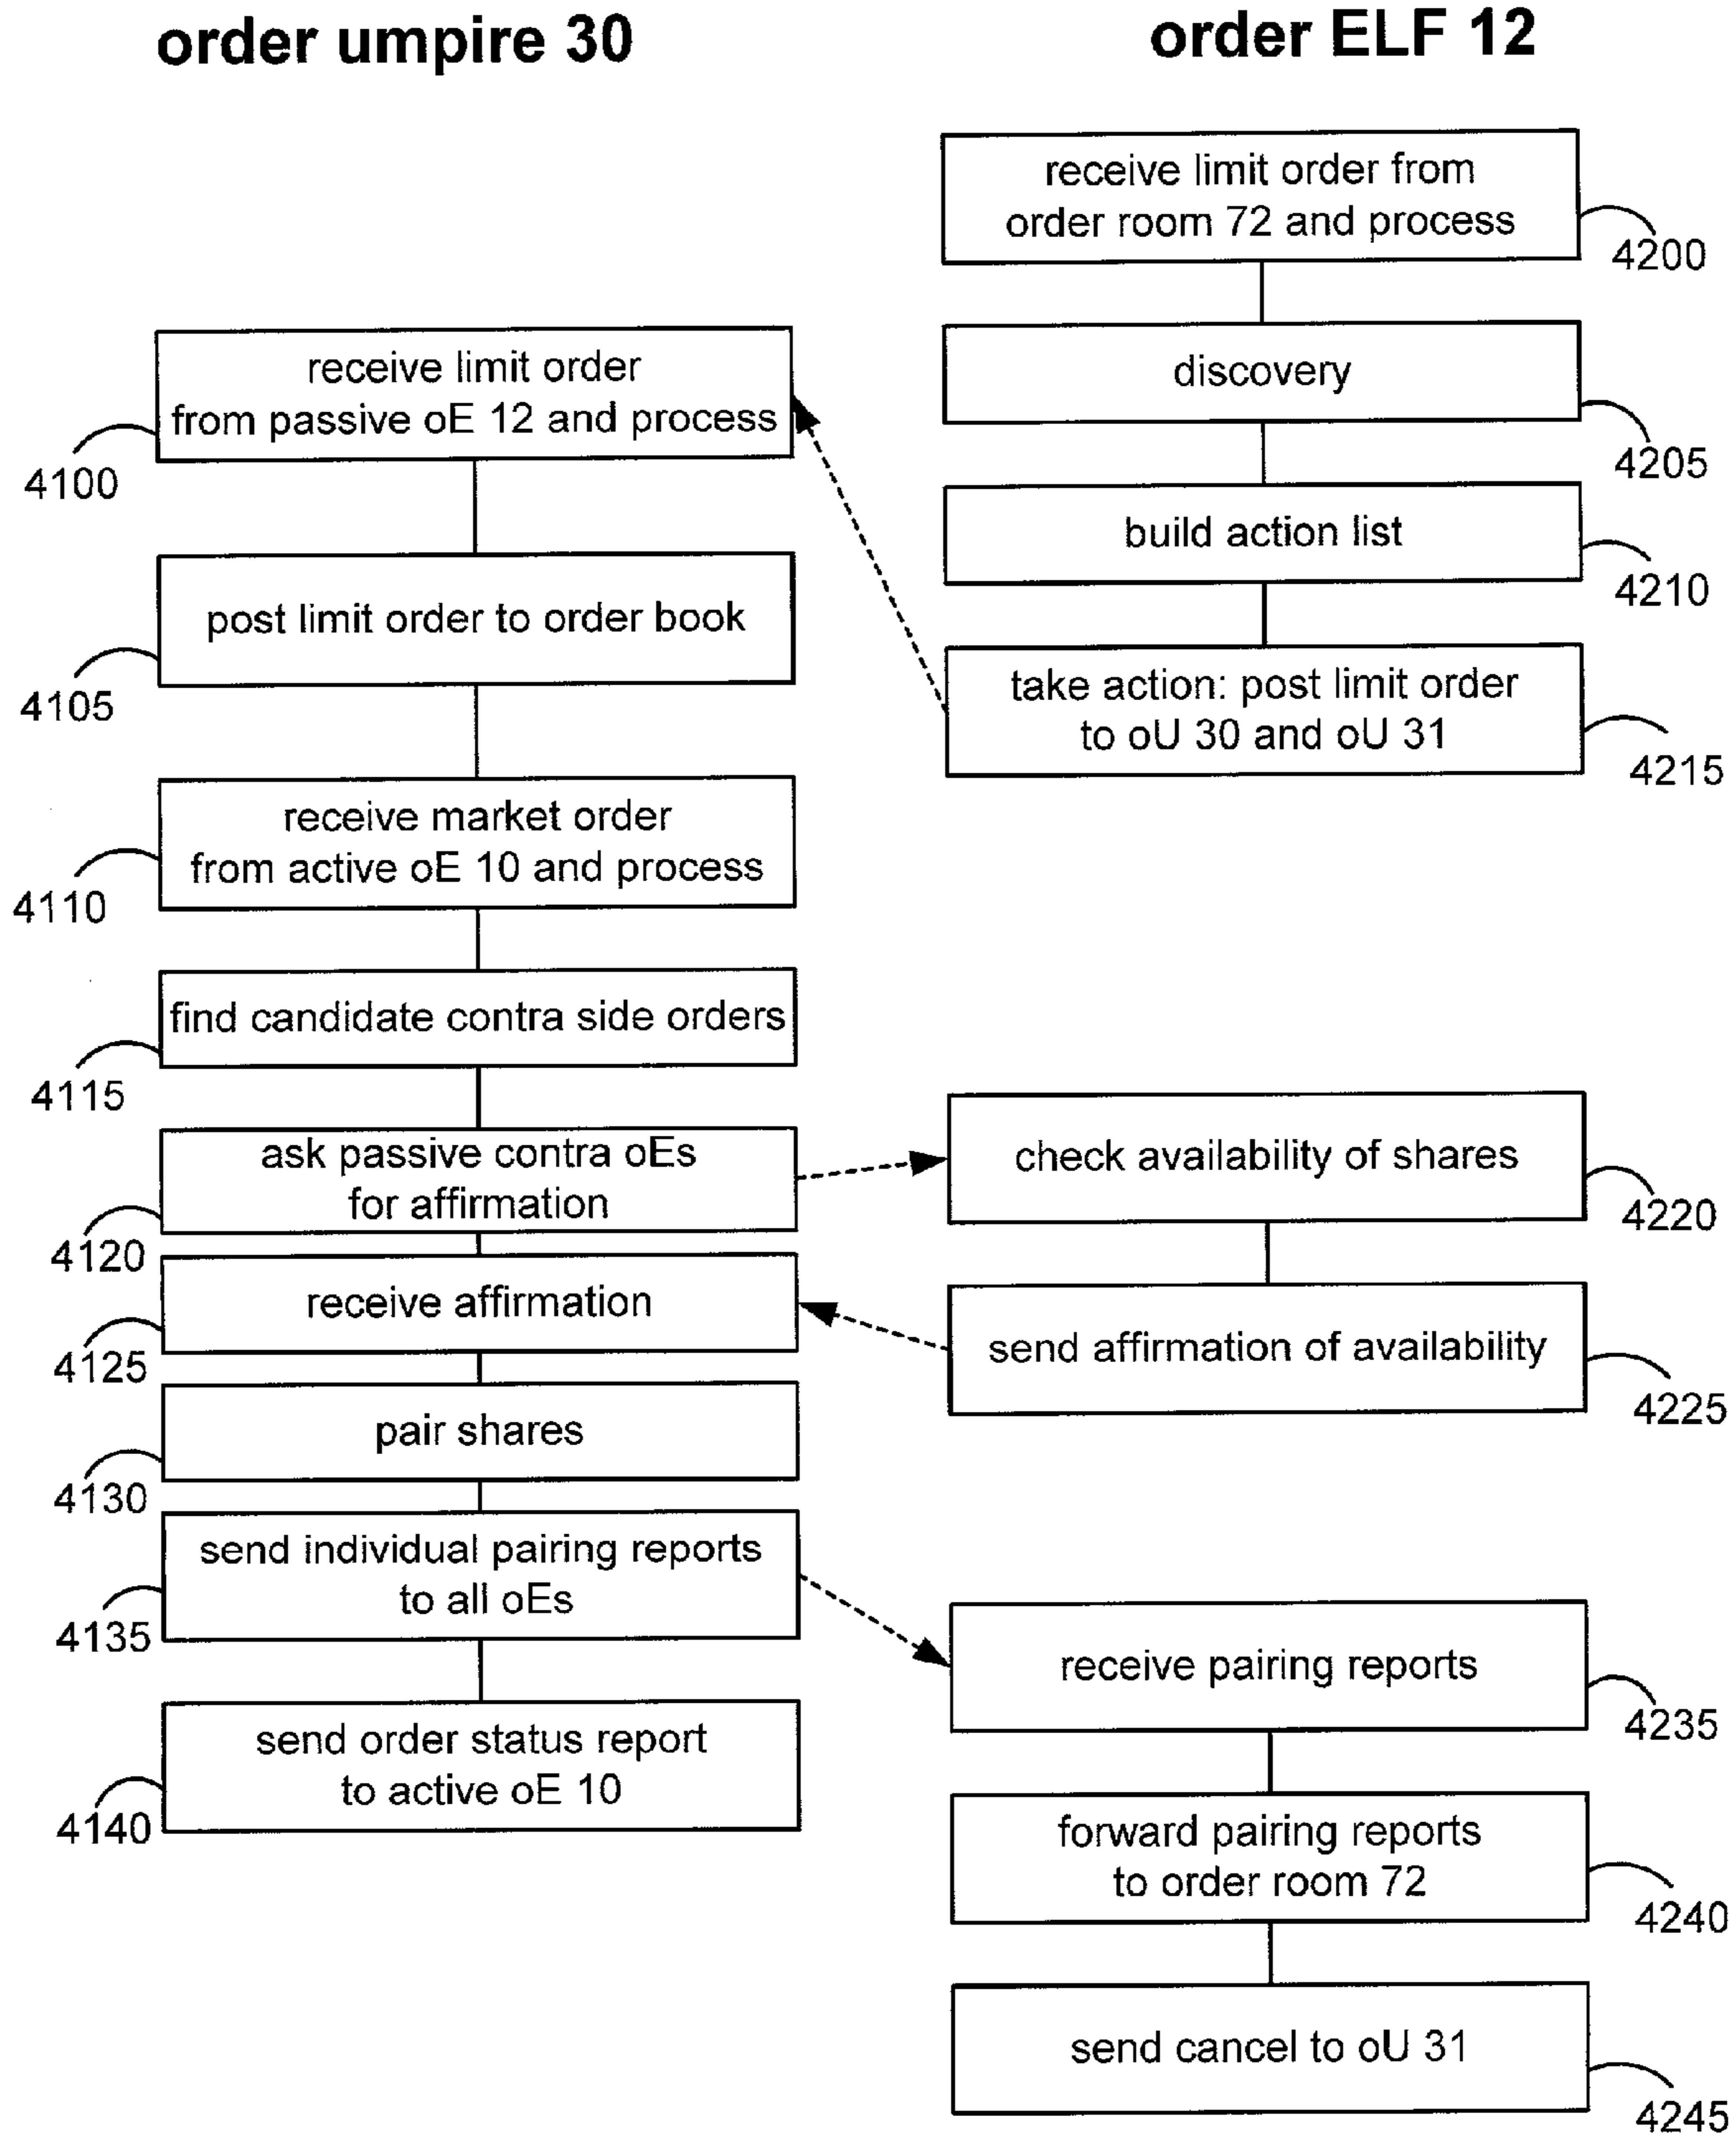 order umpire 30
order ELF 12
receive limit order from
order room 72 and process
4200
discovery
4205
build action list
4210
take action: post limit order
to oU 30 and oU 31
4215
receive limit order
from passive oE 12 and process
4100
post limit order to order book
4105
receive market order
from active oE 10 and process
4110
find candidate contra side orders
4115
ask passive contra oEs
for affirmation
4120
check availability of shares
4220
receive affirmation
4125
send affirmation of availability
4225
pair shares
4130
send individual pairing reports
to all oEs
4135
receive pairing reports
4235
send order status report
to active oE 10
4140
forward pairing reports
to order room 72
4240
send cancel to oU 31
4245